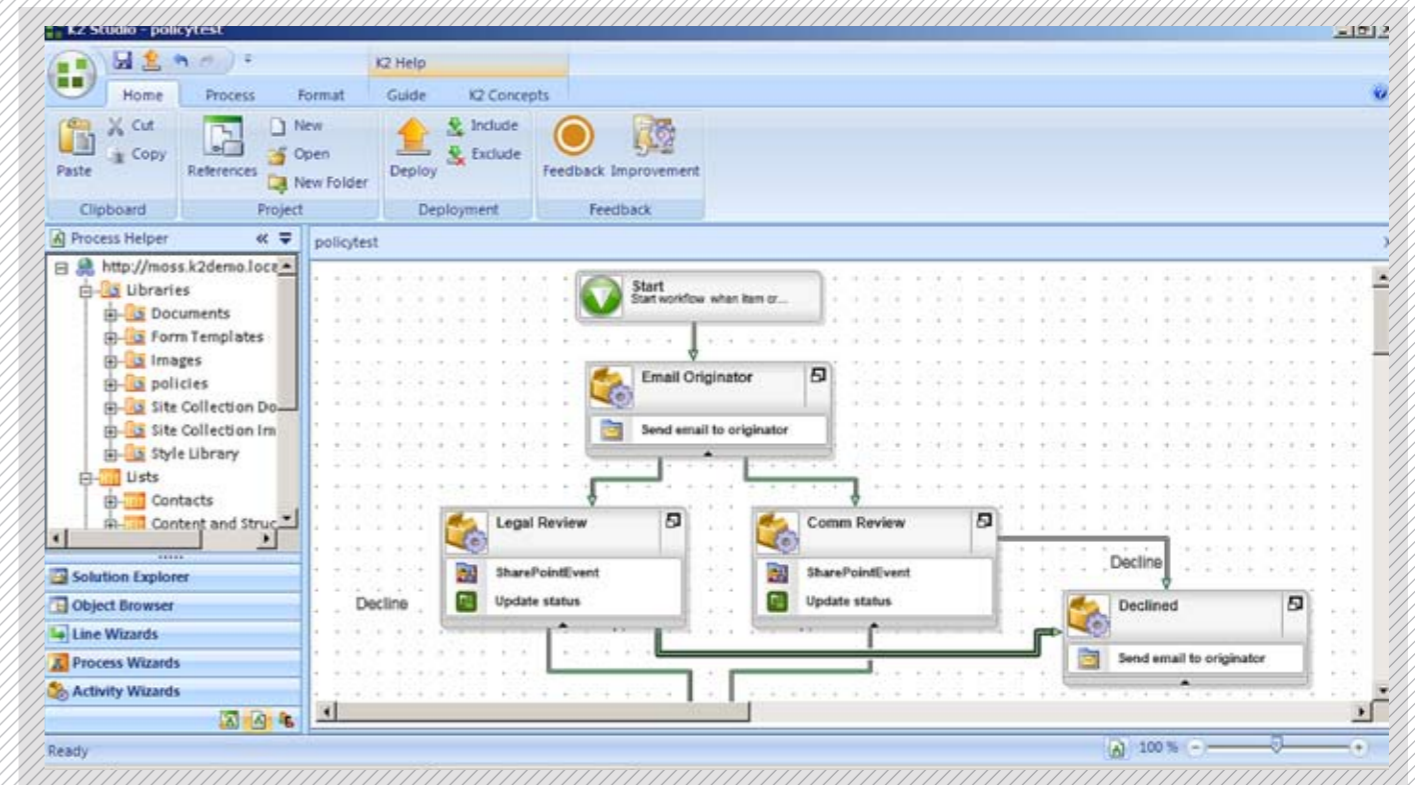 K2 Studio - policytest
K2 Help
Home Process Format Guide K2 Concepts
Paste
Cut
Copy
Clipboard
References
New
Open
New Folder
Project
Deploy
Include
Exclude
Deployment
Feedback Improvement
Feedback
Process Helper
http://moss.k2demo.loca
Libraries
Documents
Form Templates
Images
policies
Site Collection Do
Site Collection Im
Style Library
Lists
Contacts
Content and Struc
Solution Explorer
Object Browser
Line Wizards
Process Wizards
Activity Wizards
policytest
Start
Start workflow when item cr...
Email Originator
Send email to originator
Legal Review
SharePointEvent
Update status
Comm Review
SharePointEvent
Update status
Decline
Decline
Declined
Send email to originator
Ready
100 %